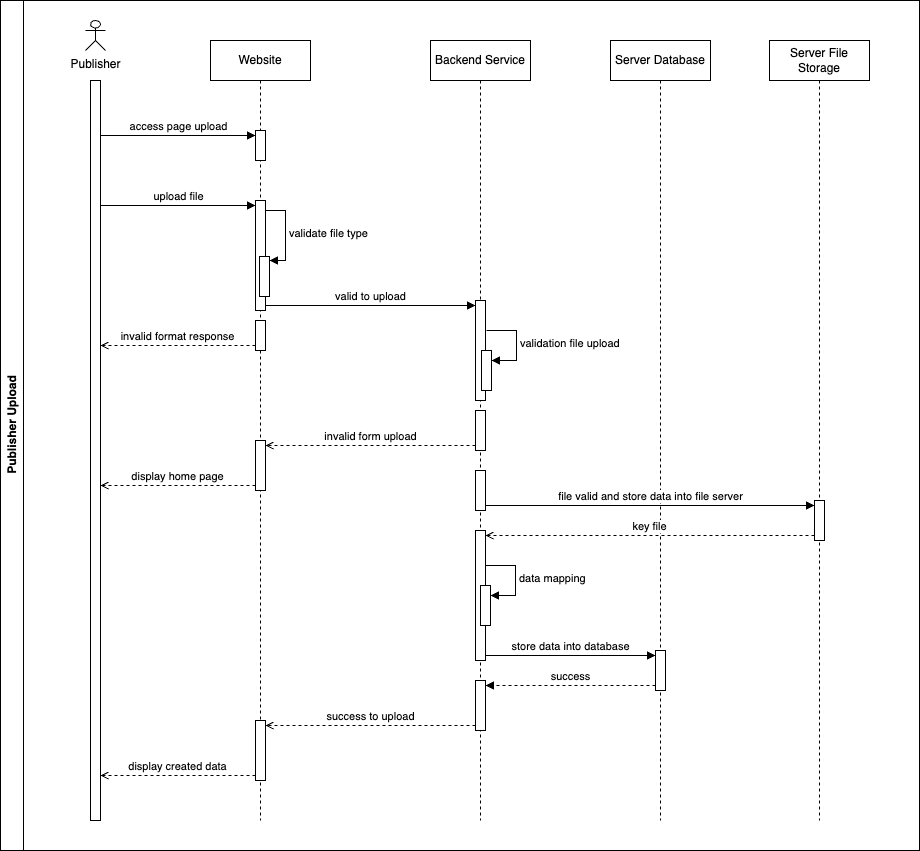 Publisher Upload
Publisher
Website
Backend Service
Server Database
Server File
Storage
access page upload
upload file
validate file type
valid to upload
invalid format response
validation file upload
invalid form upload
display home page
file valid and store data into file server
key file
data mapping
store data into database
success
success to upload
display created data